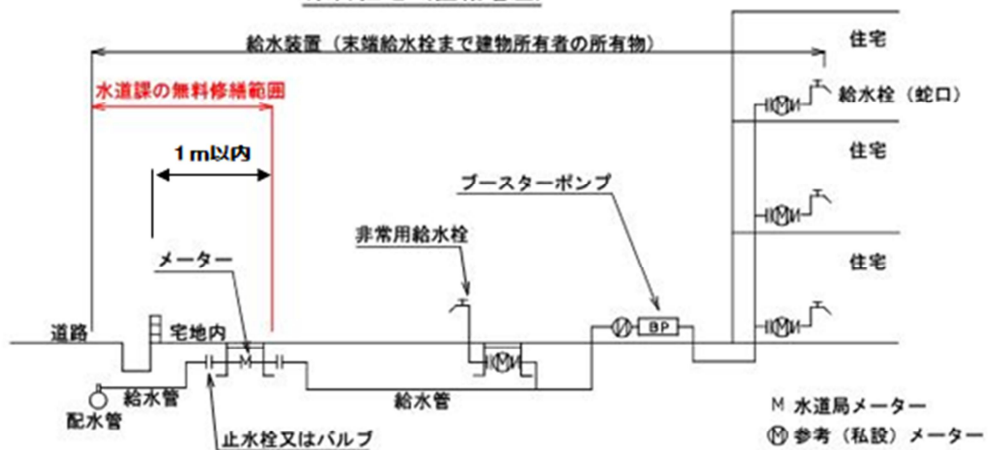 給水装置（末端給水栓まで建物所有者の所有物）
住宅
水道課の無料修繕範囲
給水栓（蛇口）
1m以内
住宅
ブースターポンプ
非常用給水栓
メーター
住宅
道路
宅地内
BP
M
M
M
M
M
給水管
配水管
給水管
止水栓又はバルブ
M 水道局メーター
Ⓜ 参考（私設）メーター